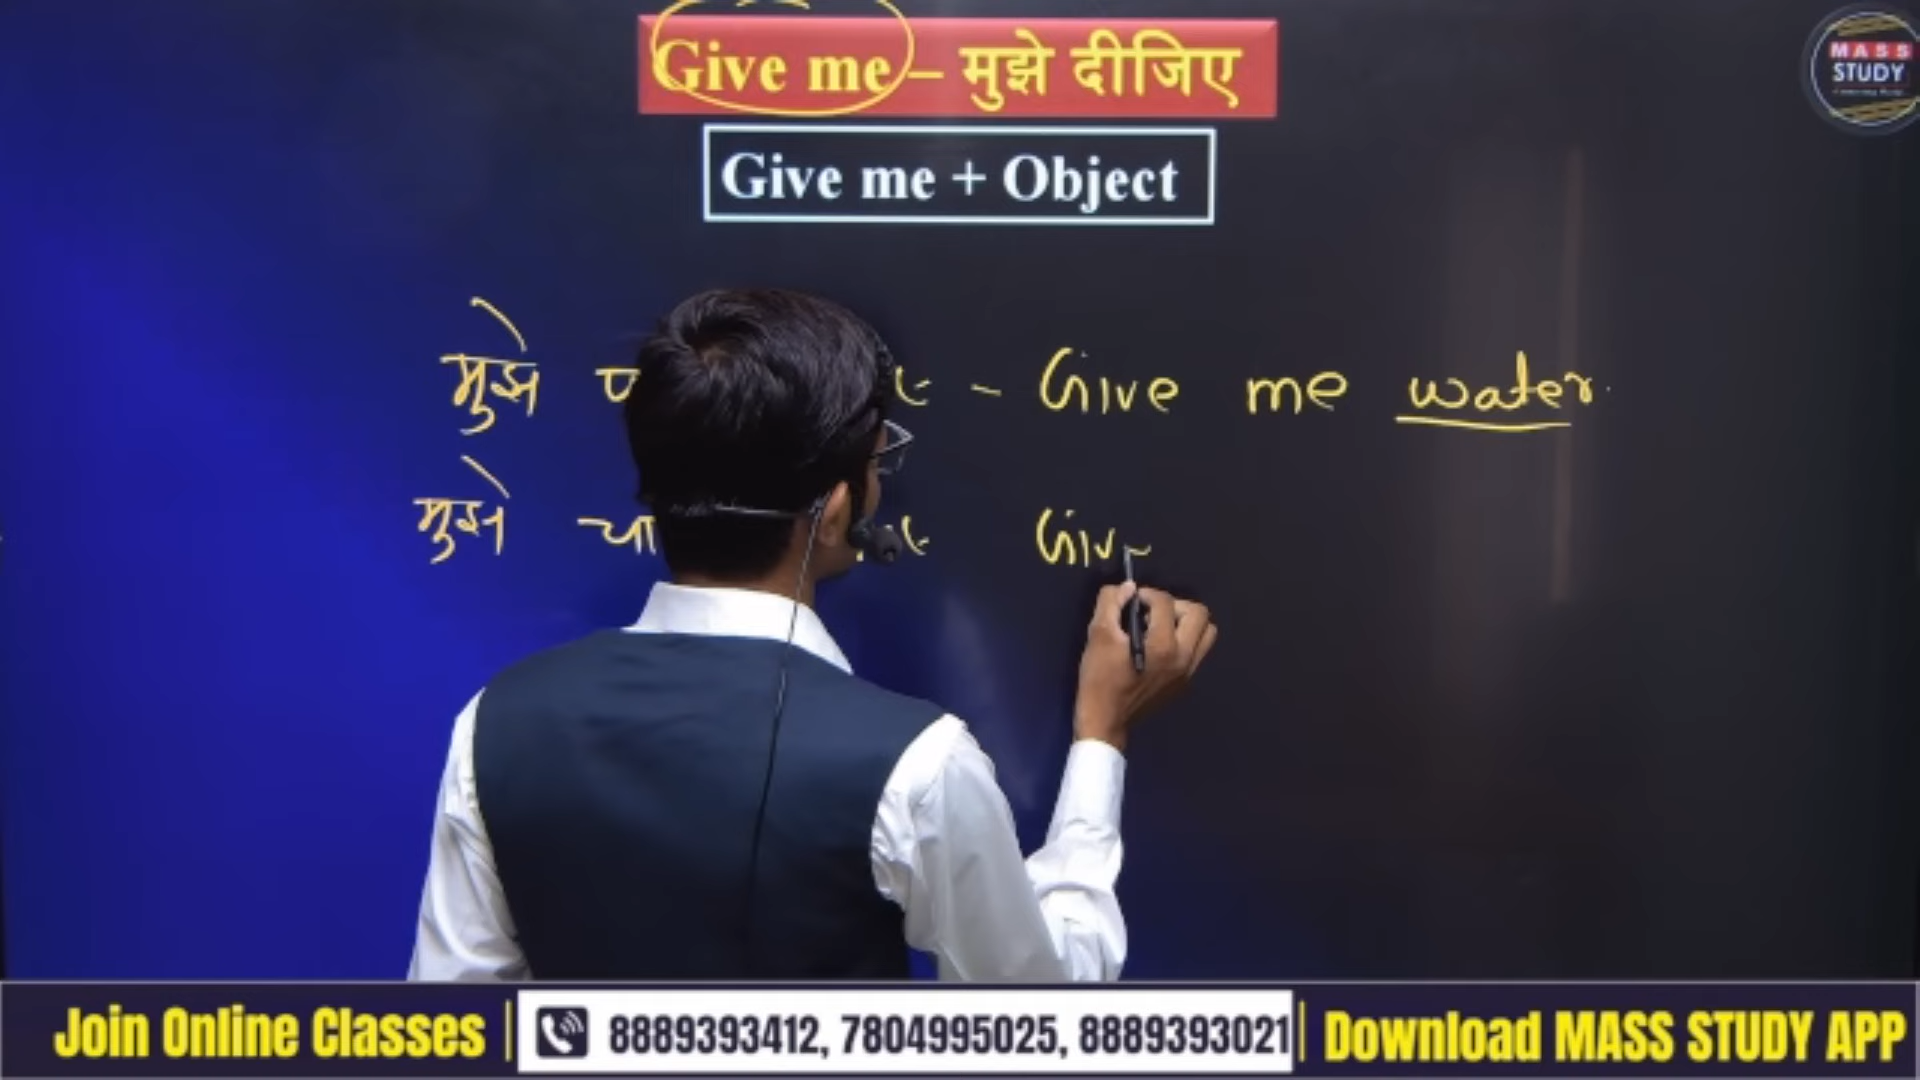 Give me – मुझे दीजिए
MASS
STUDY
Give me + Object
मुझे - Give me water.
मुझे Giv
Join Online Classes | 8889393412, 7804995025, 8889393021 | Download MASS STUDY APP